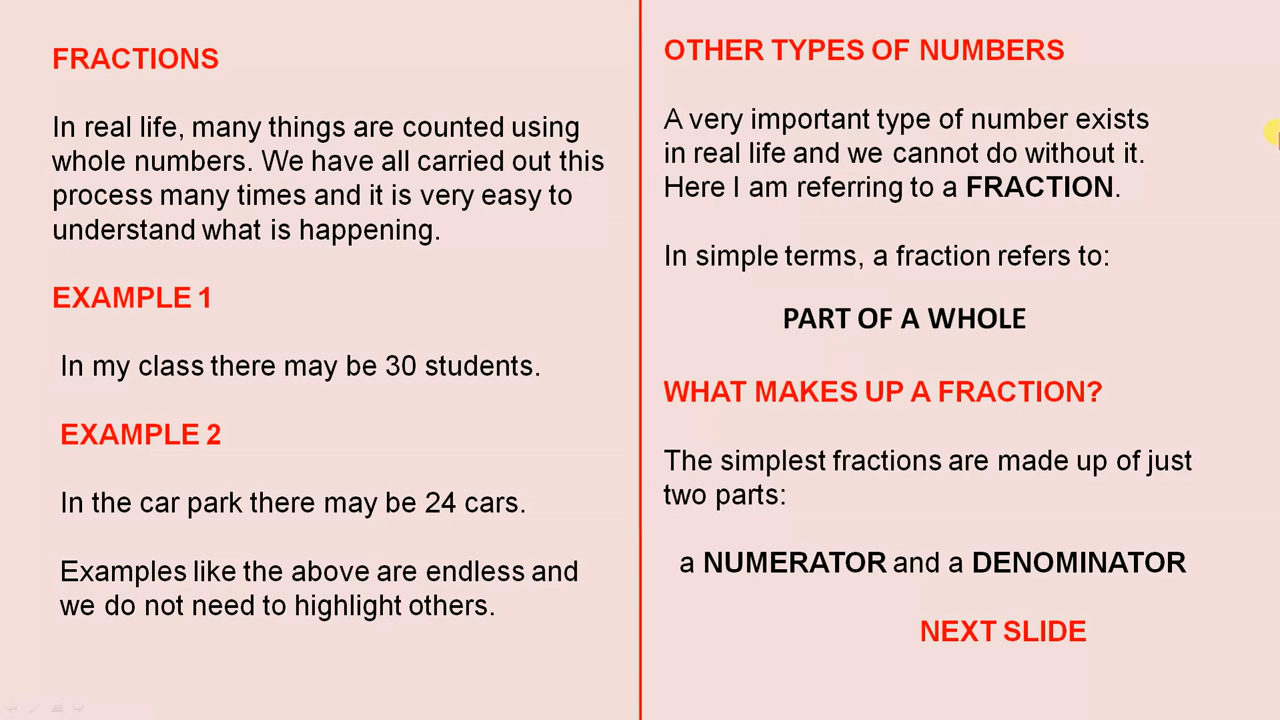 FRACTIONS
In real life, many things are counted using
whole numbers. We have all carried out this
process many times and it is very easy to
understand what is happening.
EXAMPLE 1
In my class there may be 30 students.
EXAMPLE 2
In the car park there may be 24 cars.
Examples like the above are endless and
we do not need to highlight others.
OTHER TYPES OF NUMBERS
A very important type of number exists
in real life and we cannot do without it.
Here I am referring to a FRACTION.
In simple terms, a fraction refers to:
PART OF A WHOLE
WHAT MAKES UP A FRACTION?
The simplest fractions are made up of just
two parts:
a NUMERATOR and a DENOMINATOR
NEXT SLIDE